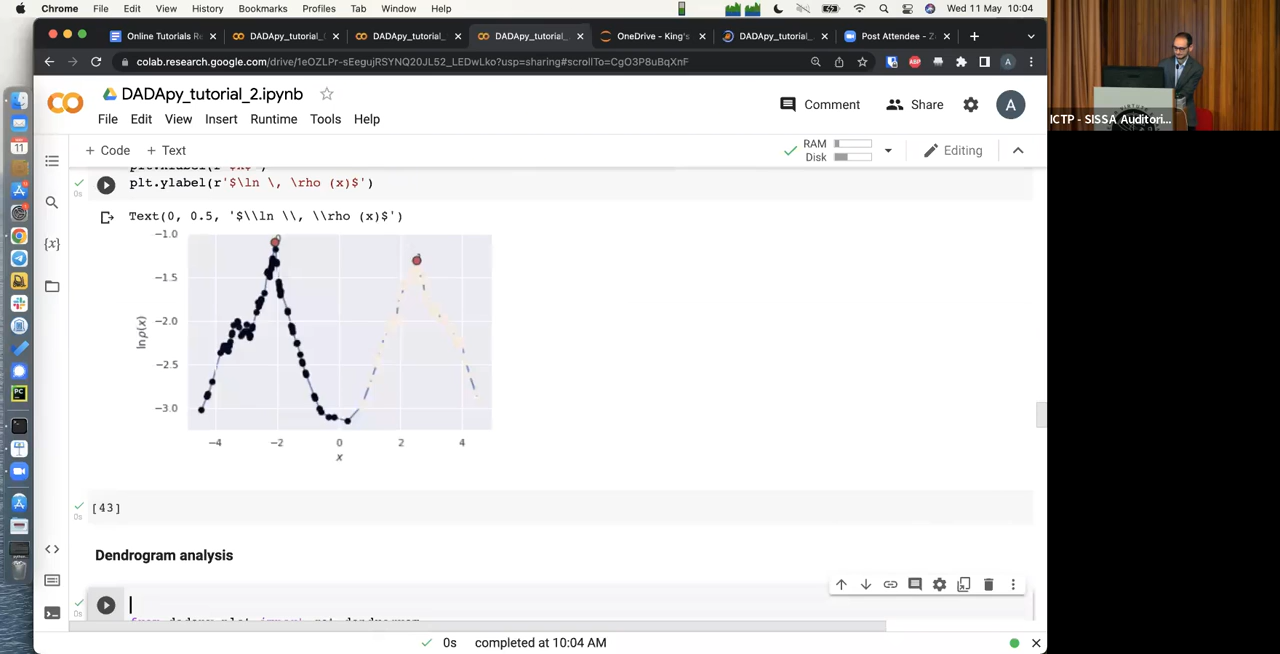 Chrome File Edit View History Bookmarks Profiles Tab Window Help Wed 11 May 10:04
Online Tutorials Re DADApy_tutorial_ DADApy_tutorial_ DADApy_tutorial_ OneDrive - King's DADApy_tutorial_ Post Attendee - Z
colab.research.google.com/drive/1eOZLPr-sEegujRSYNQ20JL52_LEDwLko?usp=sharing#scrollTo=CgO3P8uBqXnF
DADApy_tutorial_2.ipynb
Comment Share A
File Edit View Insert Runtime Tools Help
+ Code + Text
RAM
Disk
Editing
plt.ylabel(r'$\ln \, \rho (x)$')
0s
Text(0, 0.5, '$\\ln \\, \\rho (x)$')
−1.0
−1.5
−2.0
−2.5
−3.0
ln ρ(x)
−4 −2 0 2 4
x
[43]
0s
Dendrogram analysis
0s
0s completed at 10:04 AM
ICTP - SISSA Auditori...